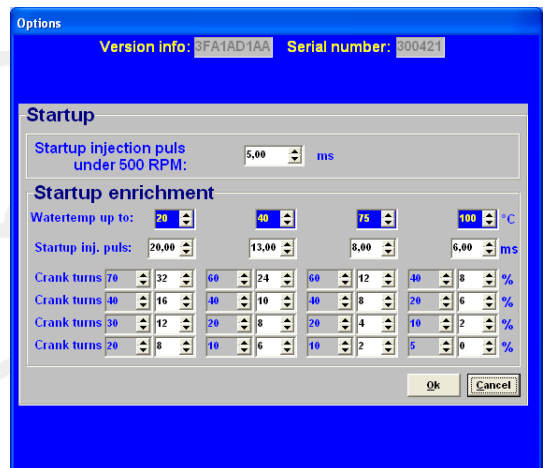 Options
Version info: 3FA1AD1AA Serial number: 300421
Startup
Startup injection puls
under 500 RPM: 5,00 ms
Startup enrichment
Watertemp up to: 20 40 75 100 °C
Startup inj. puls: 20,00 13,00 8,00 6,00 ms
Crank turns 70 32 60 24 60 12 40 8 %
Crank turns 40 16 40 10 40 8 20 6 %
Crank turns 30 12 20 8 20 4 10 2 %
Crank turns 20 8 10 6 10 2 5 0 %
Ok Cancel